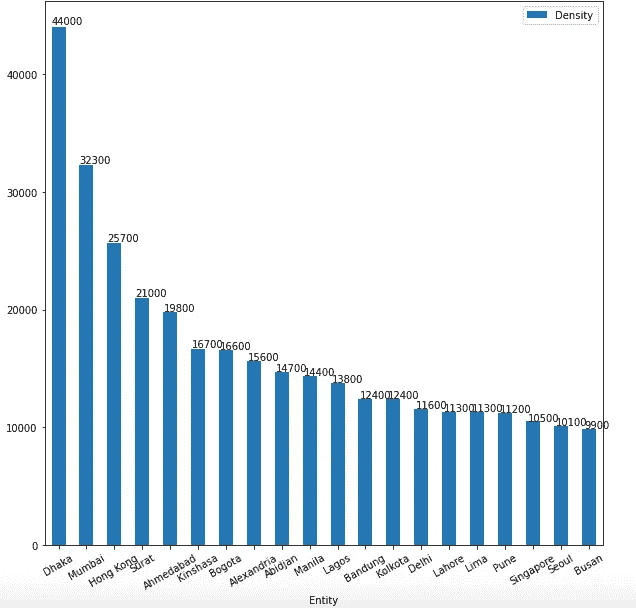 Density
44000
32300
25700
21000
19800
16700
16600
15600
14700
14400
13800
12400
12400
11600
11300
11300
11200
10500
10100
9900
40000
30000
20000
10000
0
Dhaka
Mumbai
Hong Kong
Surat
Ahmedabad
Kinshasa
Bogota
Alexandria
Abidjan
Manila
Lagos
Bandung
Kolkota
Delhi
Lahore
Lima
Pune
Singapore
Seoul
Busan
Entity